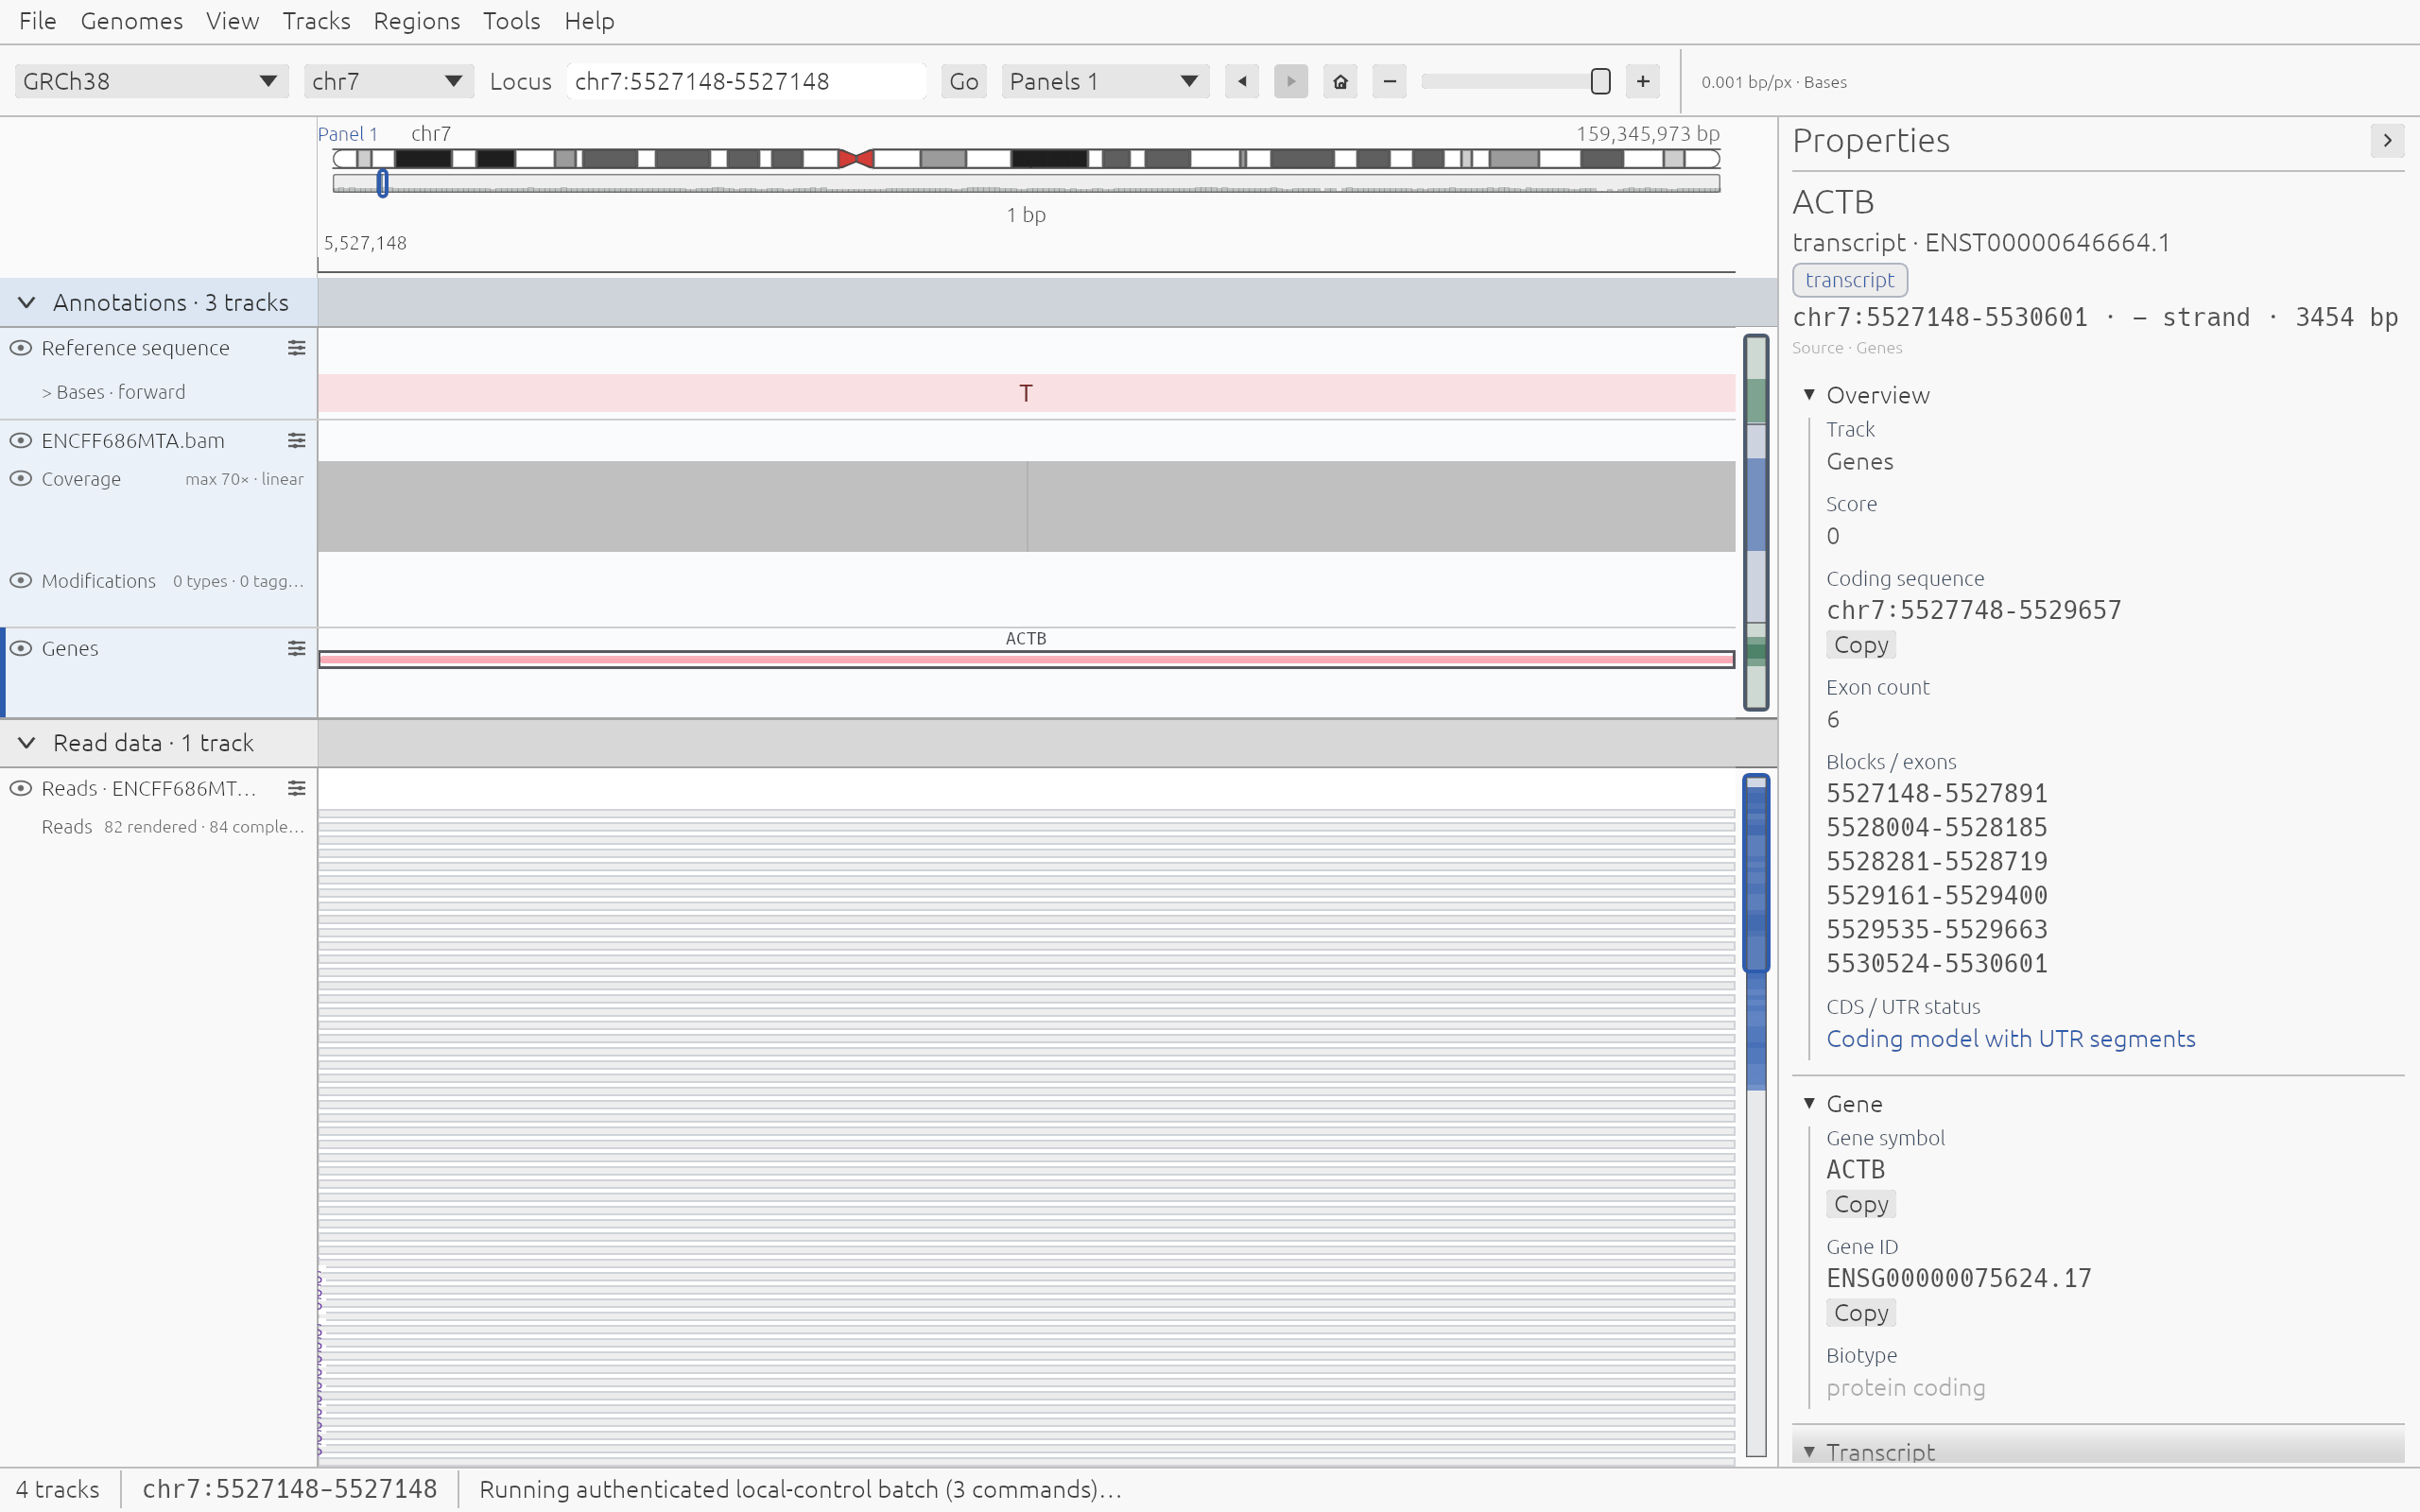 File Genomes View Tracks Regions Tools Help
GRCh38 chr7 Locus chr7:5527148-5527148 Go Panels 1 0.001 bp/px · Bases
Panel 1 chr7 159,345,973 bp
1 bp
5,527,148
Annotations · 3 tracks
Reference sequence
> Bases · forward
T
ENCFF686MTA.bam
Coverage max 70× · linear
Modifications 0 types · 0 tagg…
Genes
ACTB
Read data · 1 track
Reads · ENCFF686MT…
Reads 82 rendered · 84 comple…
Properties
ACTB
transcript · ENST00000646664.1
transcript
chr7:5527148-5530601 · − strand · 3454 bp
Source · Genes
Overview
Track
Genes
Score
0
Coding sequence
chr7:5527748-5529657
Copy
Exon count
6
Blocks / exons
5527148-5527891
5528004-5528185
5528281-5528719
5529161-5529400
5529535-5529663
5530524-5530601
CDS / UTR status
Coding model with UTR segments
Gene
Gene symbol
ACTB
Copy
Gene ID
ENSG00000075624.17
Copy
Biotype
protein coding
Transcript
4 tracks chr7:5527148-5527148 Running authenticated local-control batch (3 commands)…